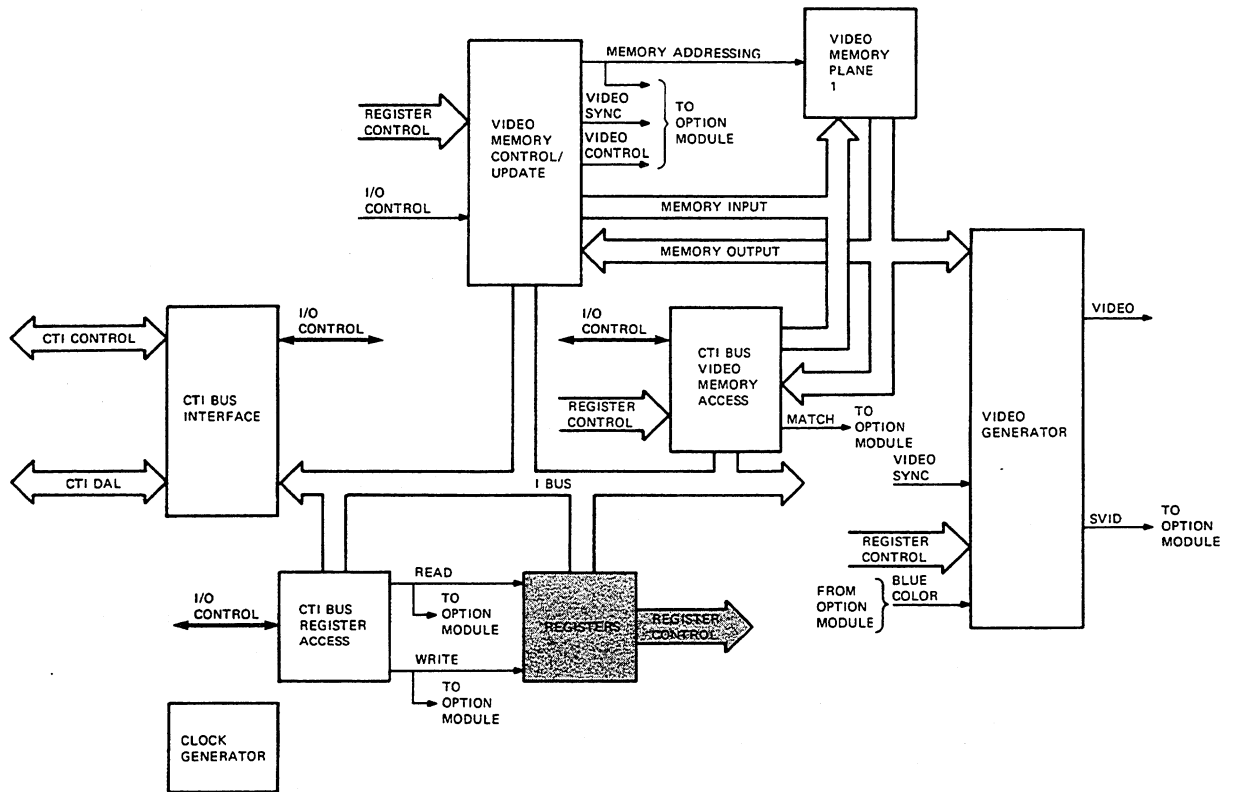 MEMORY ADDRESSING
VIDEO
MEMORY
PLANE
1
REGISTER
CONTROL
VIDEO
MEMORY
CONTROL/
UPDATE
VIDEO
SYNC
VIDEO
CONTROL
TO
OPTION
MODULE
I/O
CONTROL
MEMORY INPUT
MEMORY OUTPUT
CTI CONTROL
I/O
CONTROL
CTI BUS
INTERFACE
CTI DAL
I/O
CONTROL
CTI BUS
VIDEO
MEMORY
ACCESS
REGISTER
CONTROL
MATCH
TO
OPTION
MODULE
VIDEO
GENERATOR
VIDEO
VIDEO
SYNC
SVID
TO
OPTION
MODULE
REGISTER
CONTROL
FROM
OPTION
MODULE
BLUE
COLOR
I BUS
I/O
CONTROL
CTI BUS
REGISTER
ACCESS
READ
TO
OPTION
MODULE
WRITE
TO
OPTION
MODULE
REGISTERS
REGISTER
CONTROL
CLOCK
GENERATOR